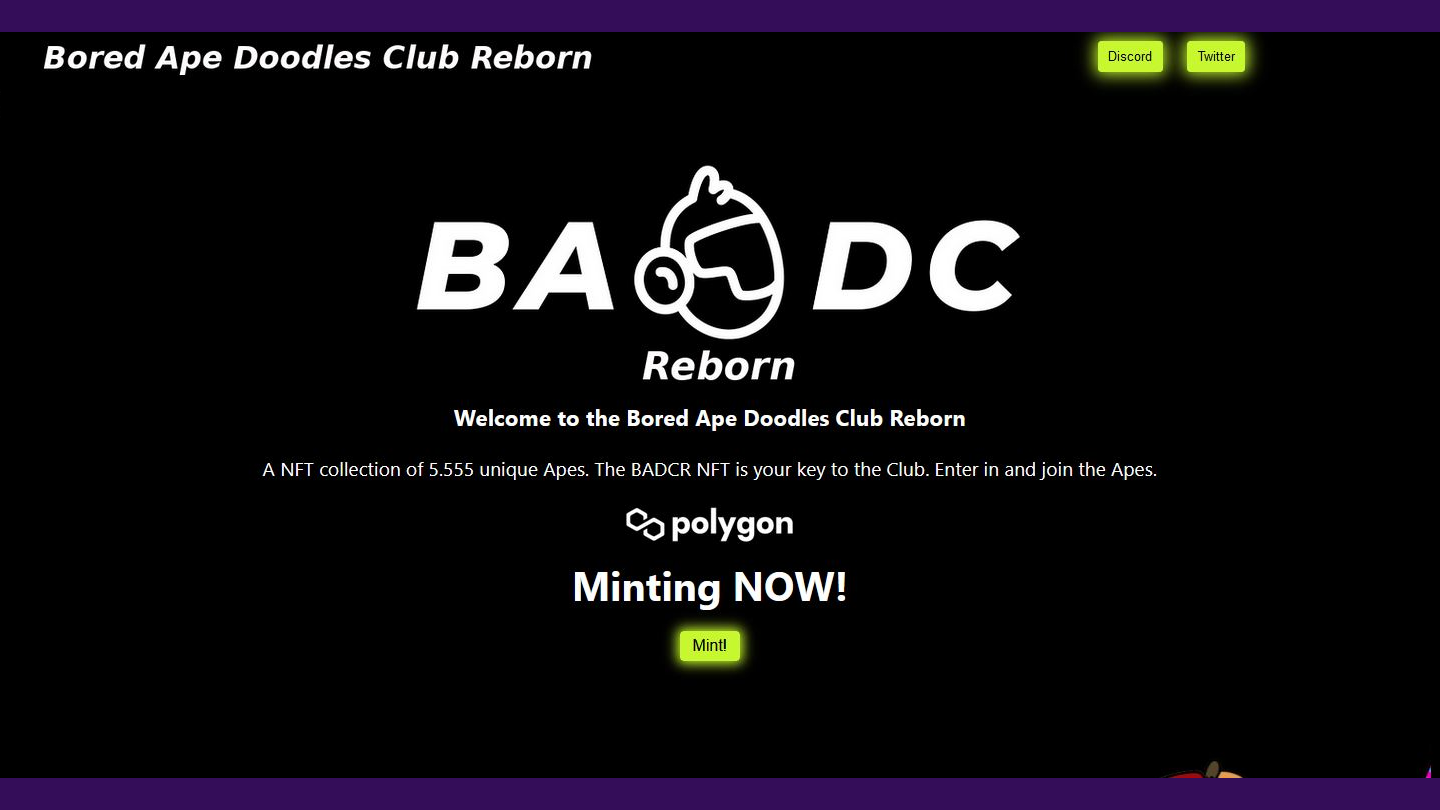 Bored Ape Doodles Club Reborn
Discord Twitter
BA DC
Reborn
Welcome to the Bored Ape Doodles Club Reborn
A NFT collection of 5.555 unique Apes. The BADCR NFT is your key to the Club. Enter in and join the Apes.
polygon
Minting NOW!
Mint!